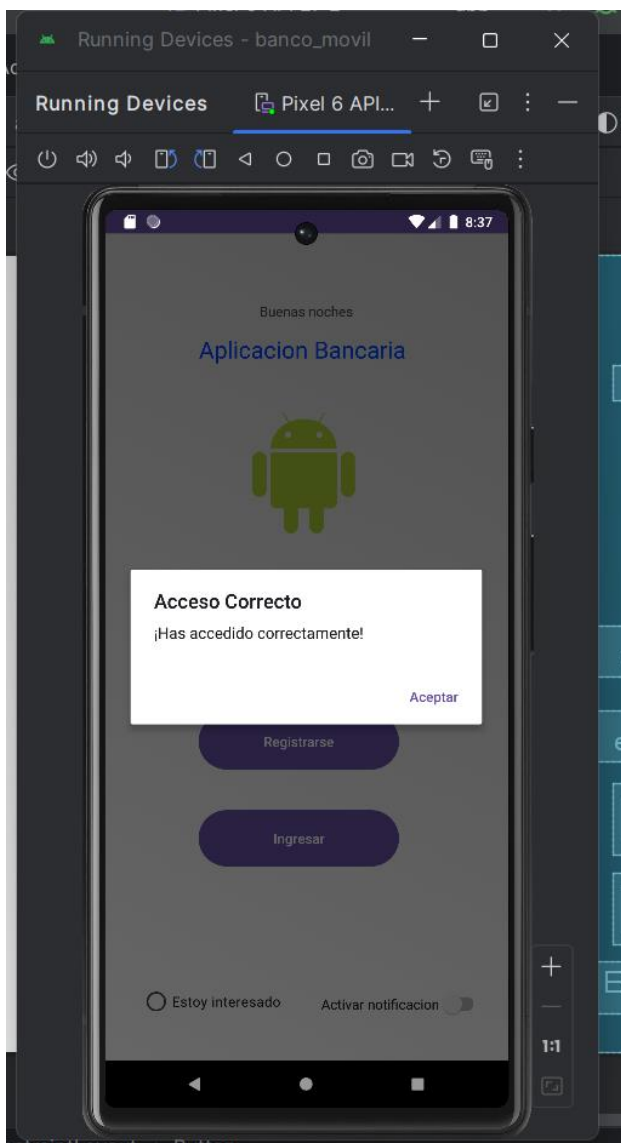 Running Devices - banco_movil
Running Devices
Pixel 6 API...
8:37
Buenas noches
Aplicacion Bancaria
Acceso Correcto
¡Has accedido correctamente!
Aceptar
Registrarse
Ingresar
Estoy interesado
Activar notificacion
1:1